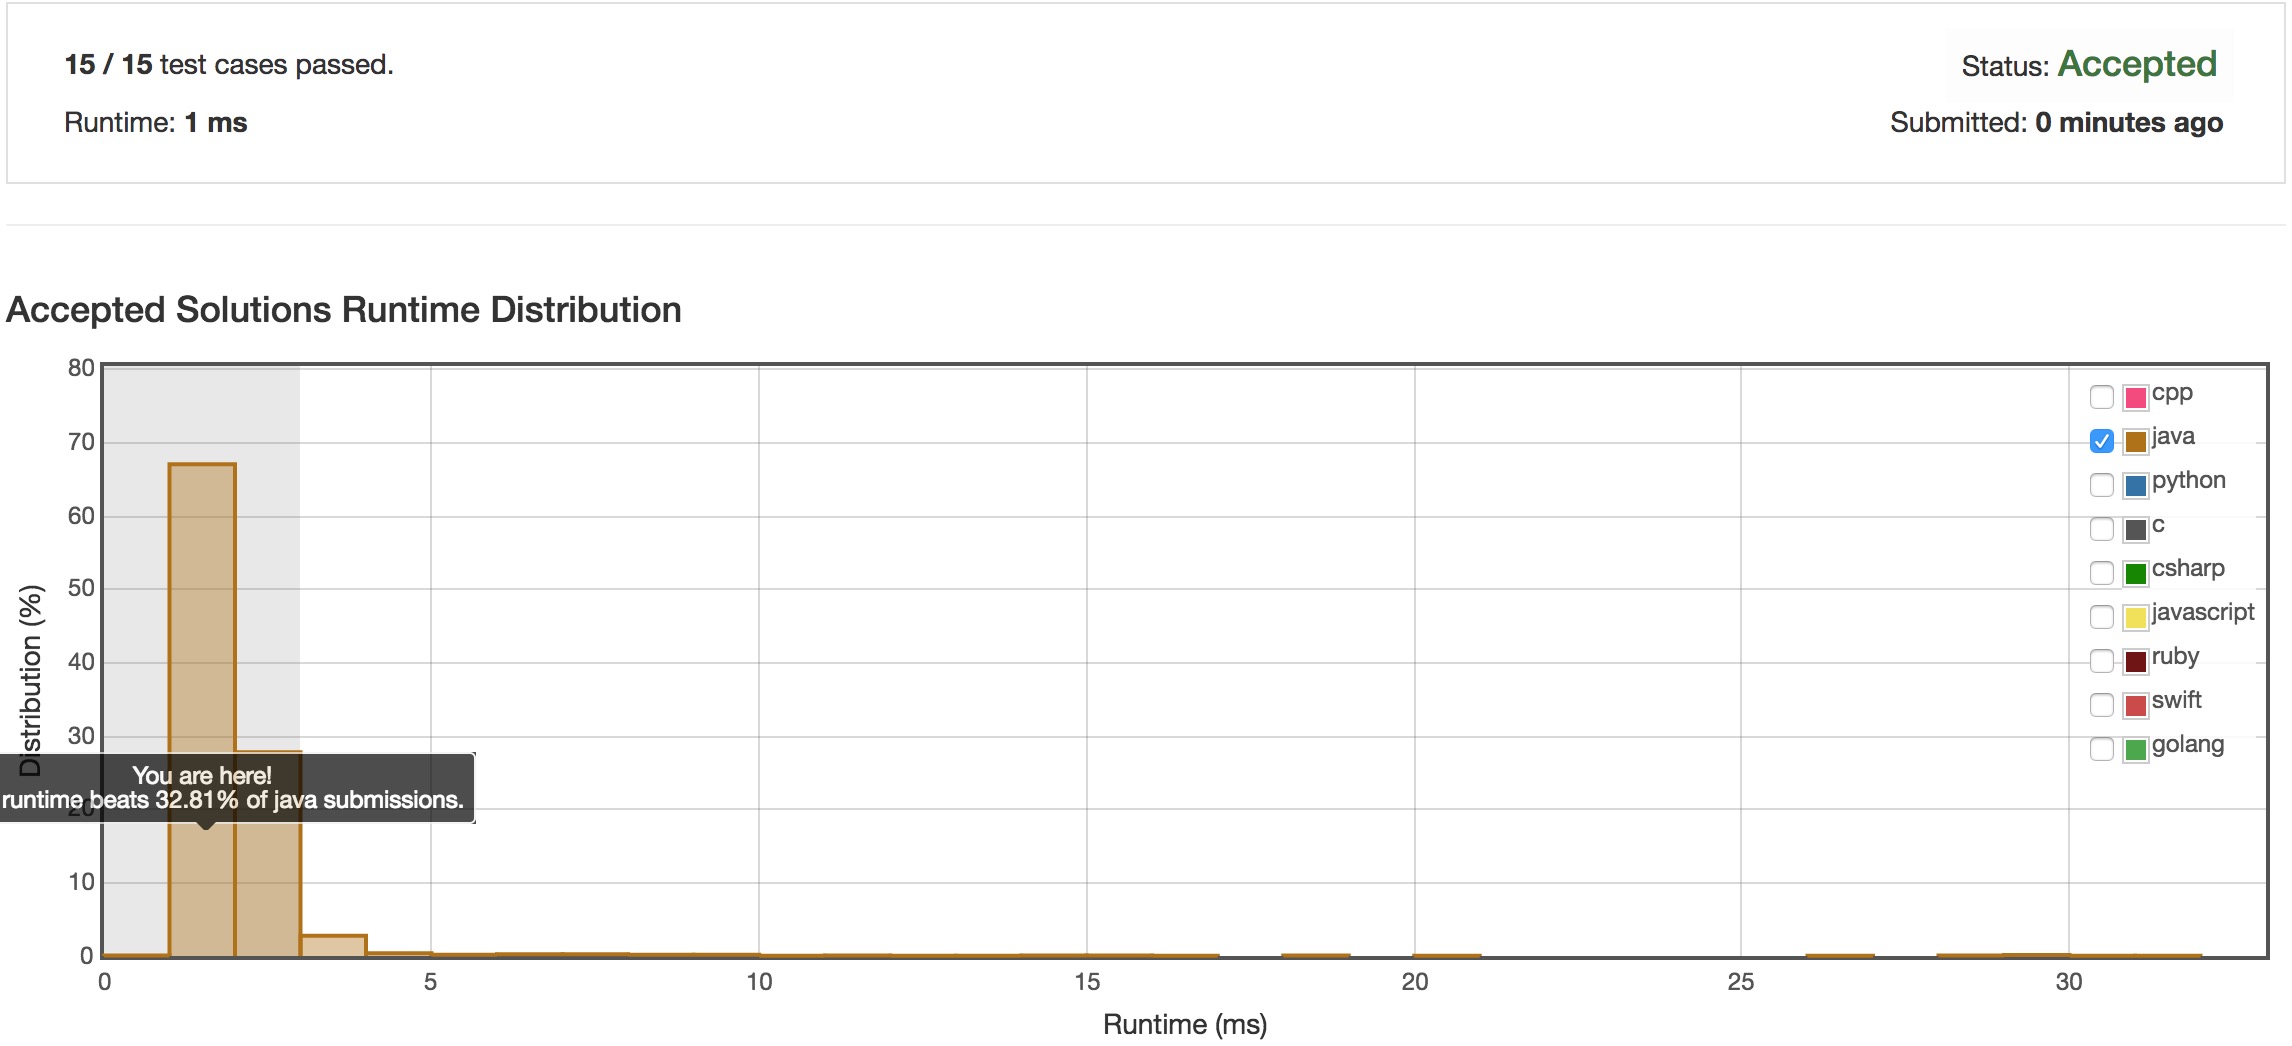 15 / 15 test cases passed.
Status: Accepted
Runtime: 1 ms
Submitted: 0 minutes ago
Accepted Solutions Runtime Distribution
80
70
60
50
40
30
20
10
0
Distribution (%)
You are here!
runtime beats 32.81% of java submissions.
cpp
java
python
c
csharp
javascript
ruby
swift
golang
0 5 10 15 20 25 30
Runtime (ms)